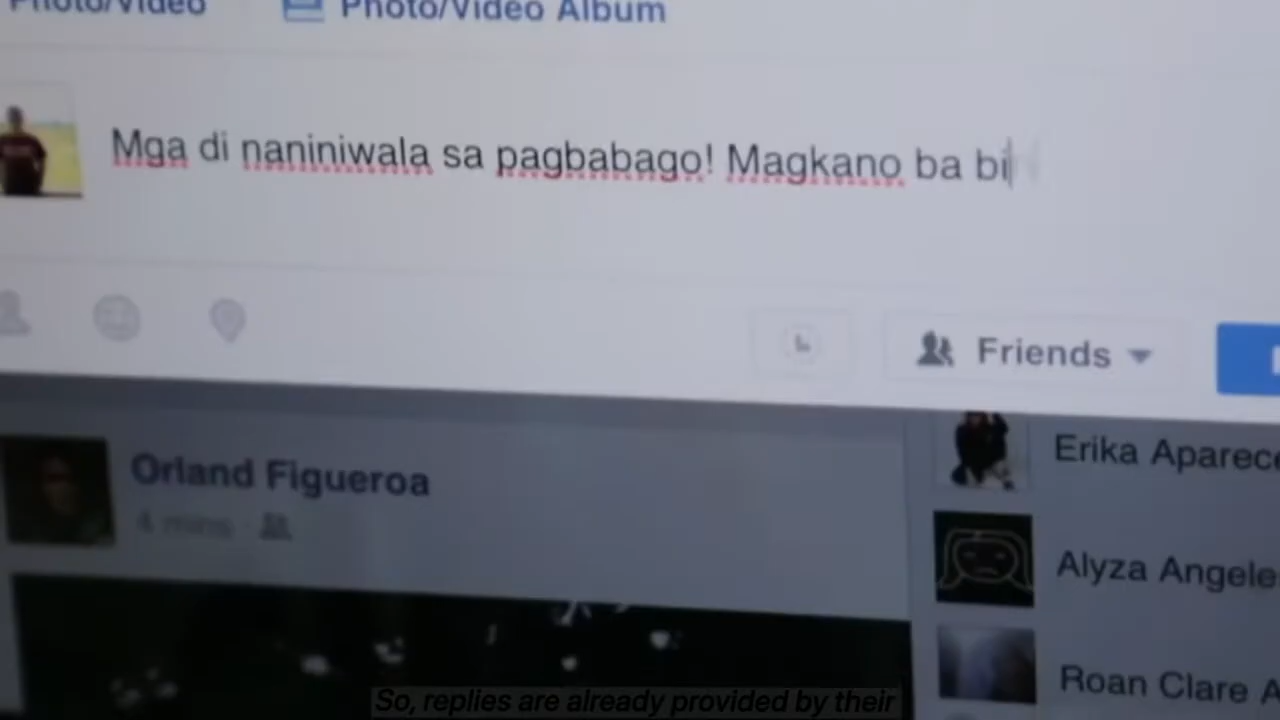 Photo/Video
Photo/Video Album
Mga di naniniwala sa pagbabago! Magkano ba bi
Friends
Orland Figueroa
4 mins
Erika Aparece
Alyza Angele
Roan Clare A
So, replies are already provided by their